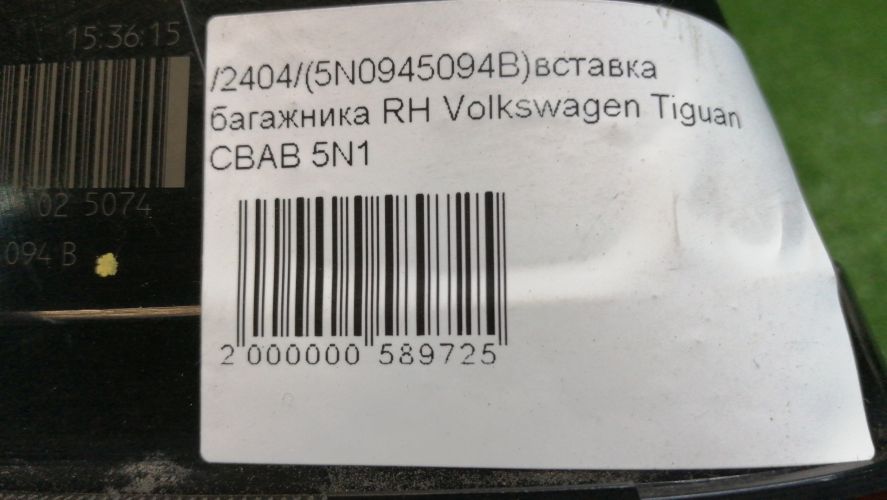 15:36:15
02 5074
094 B
/2404/(5N0945094B)вставка
багажника RH Volkswagen Tiguan
CBAB 5N1
2 000000 589725